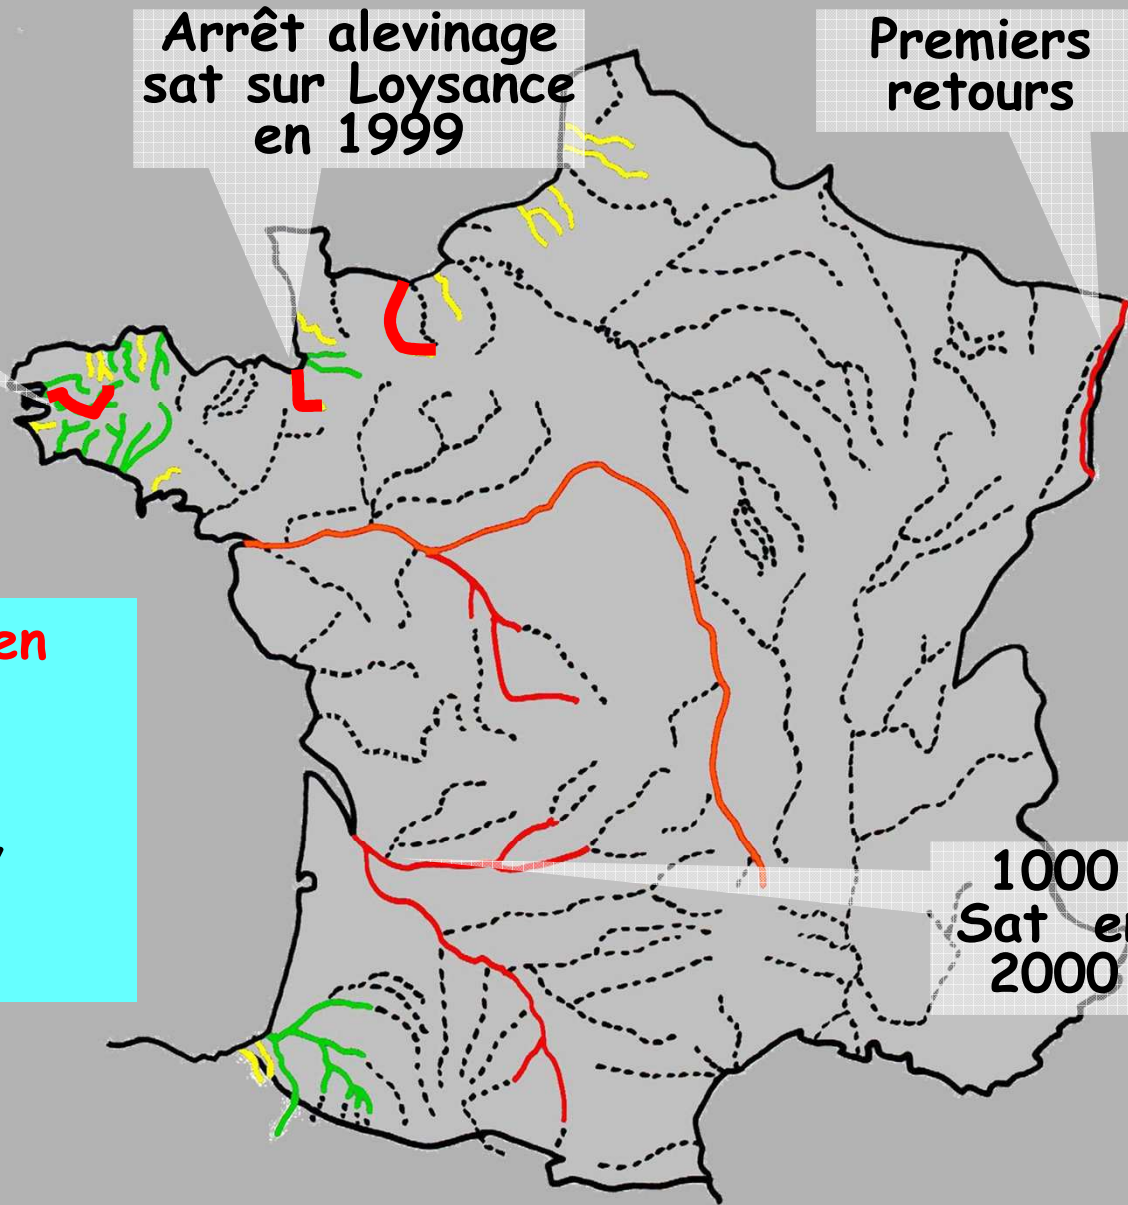 Arrêt alevinage
sat sur Loysance
en 1999
Premiers
retours
en
1000
Sat
2000